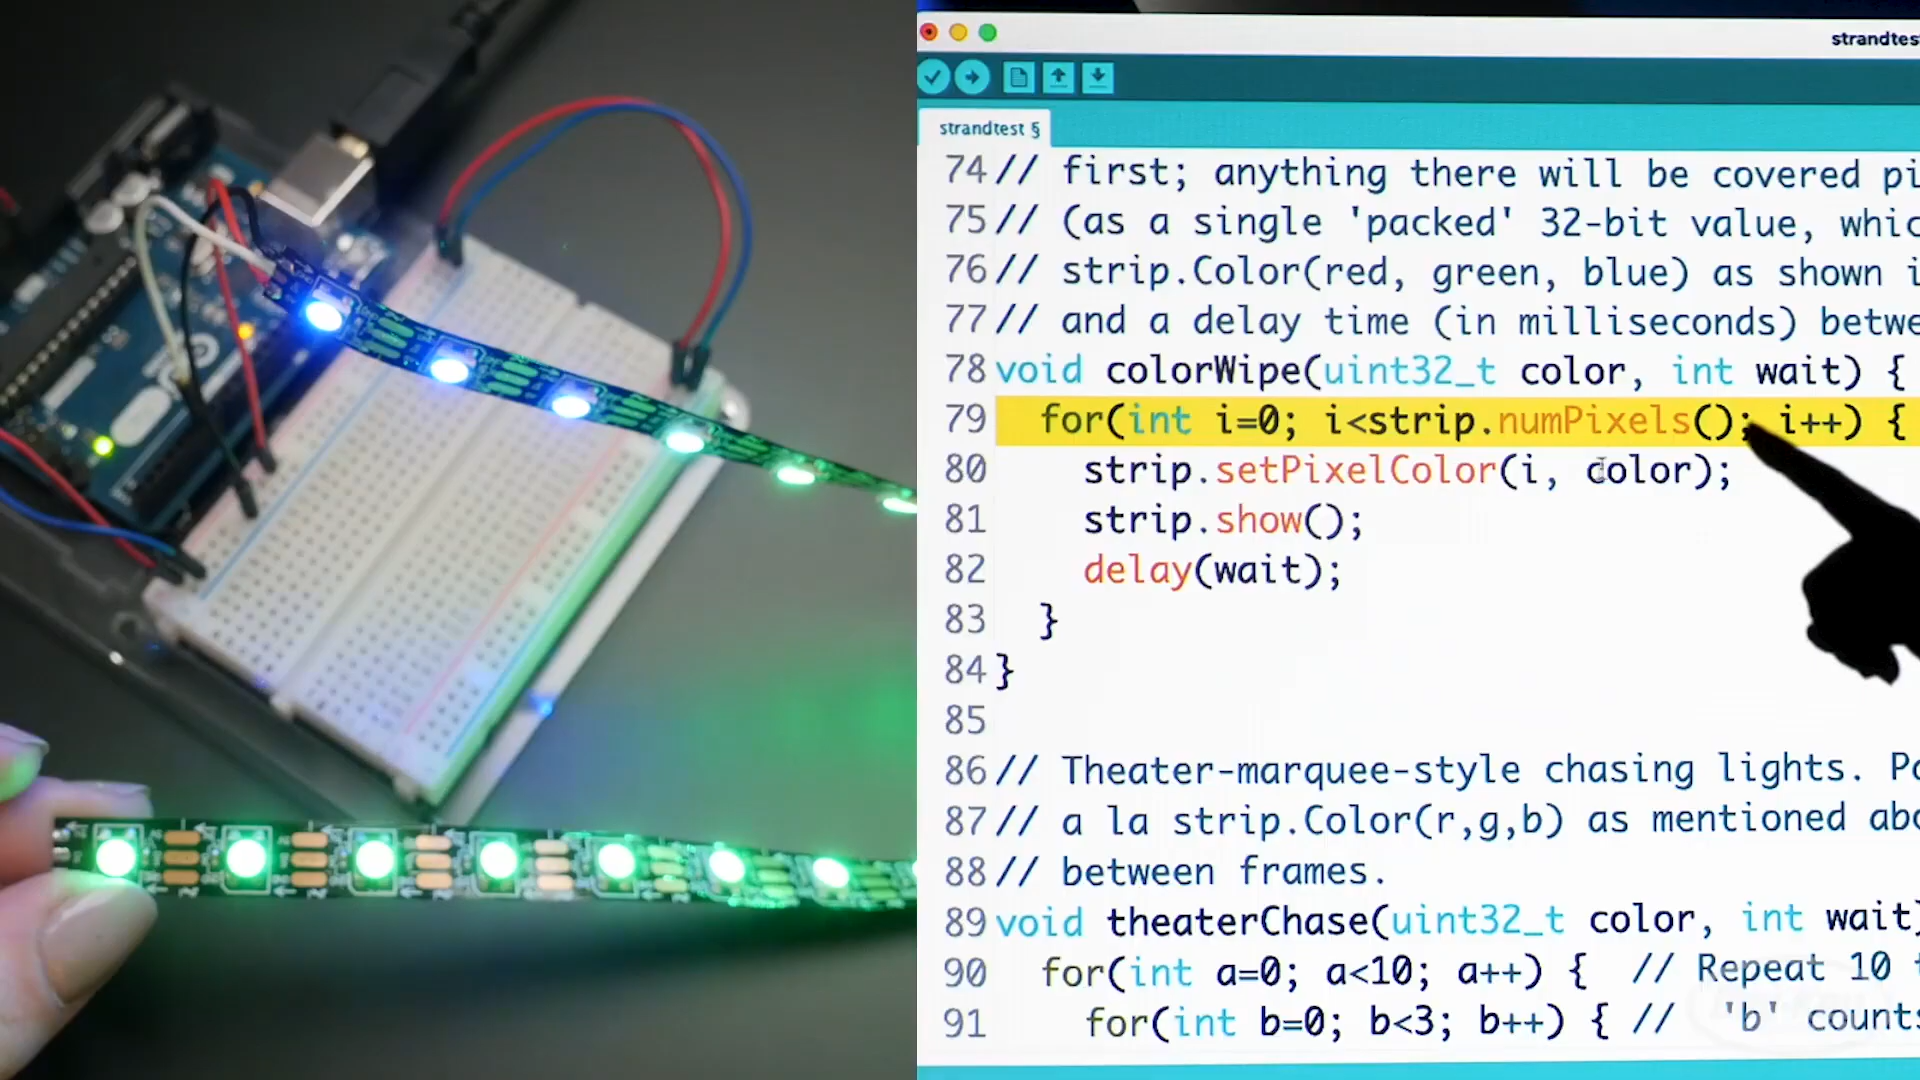 strandtest
strandtest §
74 // first; anything there will be covered pi
75 // (as a single 'packed' 32-bit value, whic
76 // strip.Color(red, green, blue) as shown i
77 // and a delay time (in milliseconds) betwe
78 void colorWipe(uint32_t color, int wait) {
79 for(int i=0; i<strip.numPixels(); i++) {
80 strip.setPixelColor(i, color);
81 strip.show();
82 delay(wait);
83 }
84 }
85
86 // Theater-marquee-style chasing lights. Pa
87 // a la strip.Color(r,g,b) as mentioned abo
88 // between frames.
89 void theaterChase(uint32_t color, int wait)
90 for(int a=0; a<10; a++) { // Repeat 10 t
91 for(int b=0; b<3; b++) { // 'b' counts